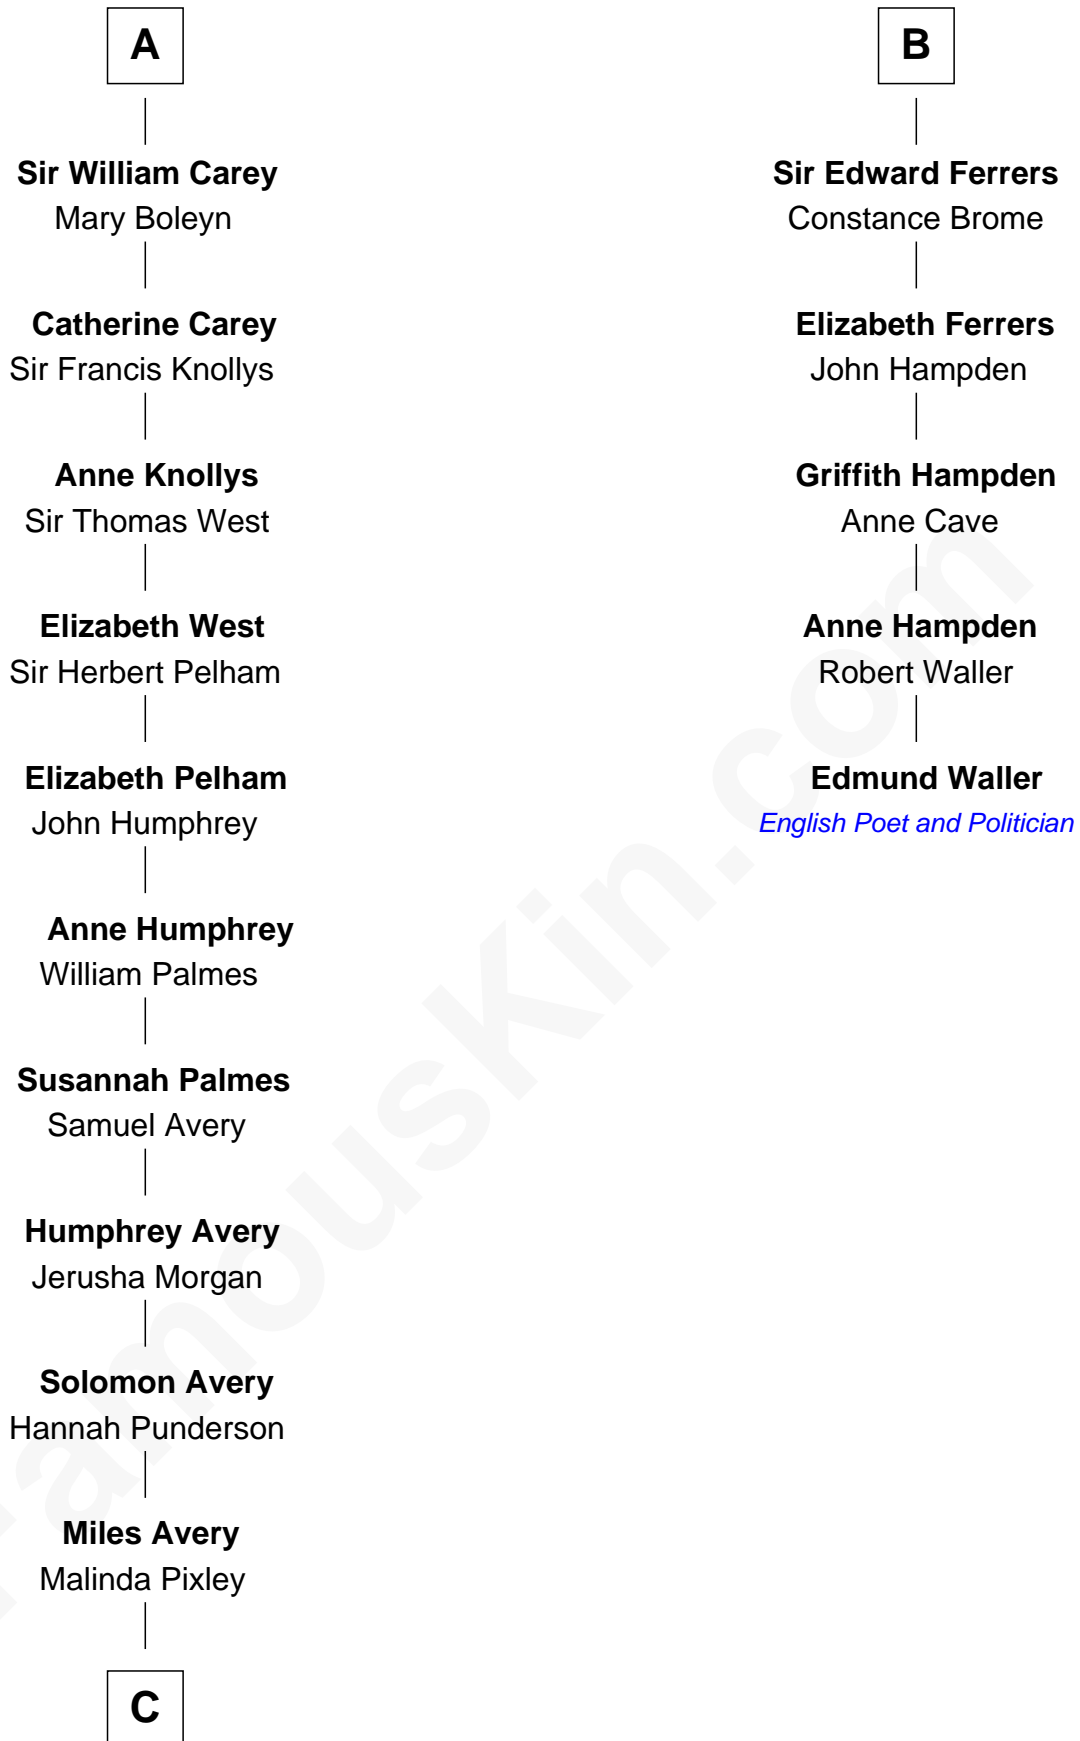 A
Sir William Carey
Mary Boleyn
Catherine Carey
Sir Francis Knollys
Anne Knollys
Sir Thomas West
Elizabeth West
Sir Herbert Pelham
Elizabeth Pelham
John Humphrey
Anne Humphrey
William Palmes
Susannah Palmes
Samuel Avery
Humphrey Avery
Jerusha Morgan
Solomon Avery
Hannah Punderson
Miles Avery
Malinda Pixley
C
B
Sir Edward Ferrers
Constance Brome
Elizabeth Ferrers
John Hampden
Griffith Hampden
Anne Cave
Anne Hampden
Robert Waller
Edmund Waller
English Poet and Politician
FamousKin.com